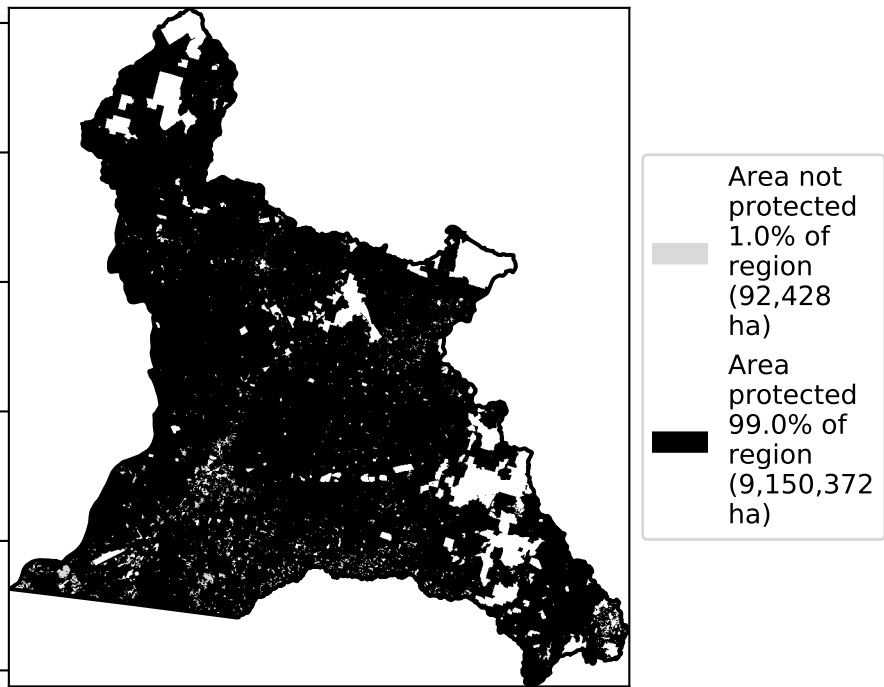 Area not
protected
1.0% of
region
(92,428
ha)
Area
protected
99.0% of
region
(9,150,372
ha)